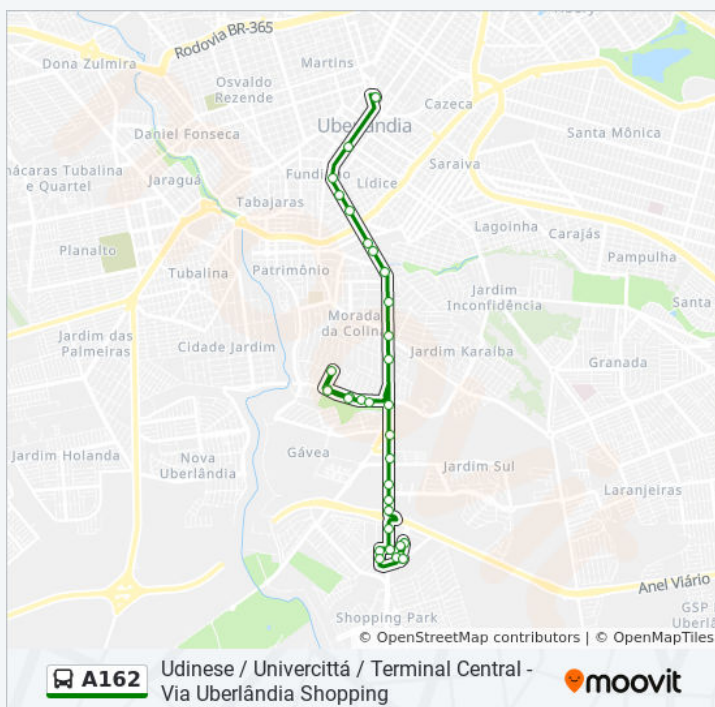 Rodovia BR-365
Dona Zulmira
Martins
Osvaldo
Rezende
Cazeca
Uberlândia
Daniel Fonseca
Santa Mônica
Saraiva
hácaras Tubalina
e Quartel
Jaraguá
Lídice
Tabajaras
Lagoinha
Carajás
Planalto
Patrimônio
Pampulha
Tubalina
Jardim
Inconfidência
Santa
Morada
da Colin
Jardim das
Palmeiras
Cidade Jardim
Jardim Karaíba
Granada
Gávea
Jardim Holanda
Nova
Uberlândia
Jardim Sul
Laranjeiras
Anel Viário
Shopping Park
GSP
Uberlâ
© OpenStreetMap contributors | © OpenMapTiles
A162
Udinese / Univercittá / Terminal Central -
Via Uberlândia Shopping
moovit